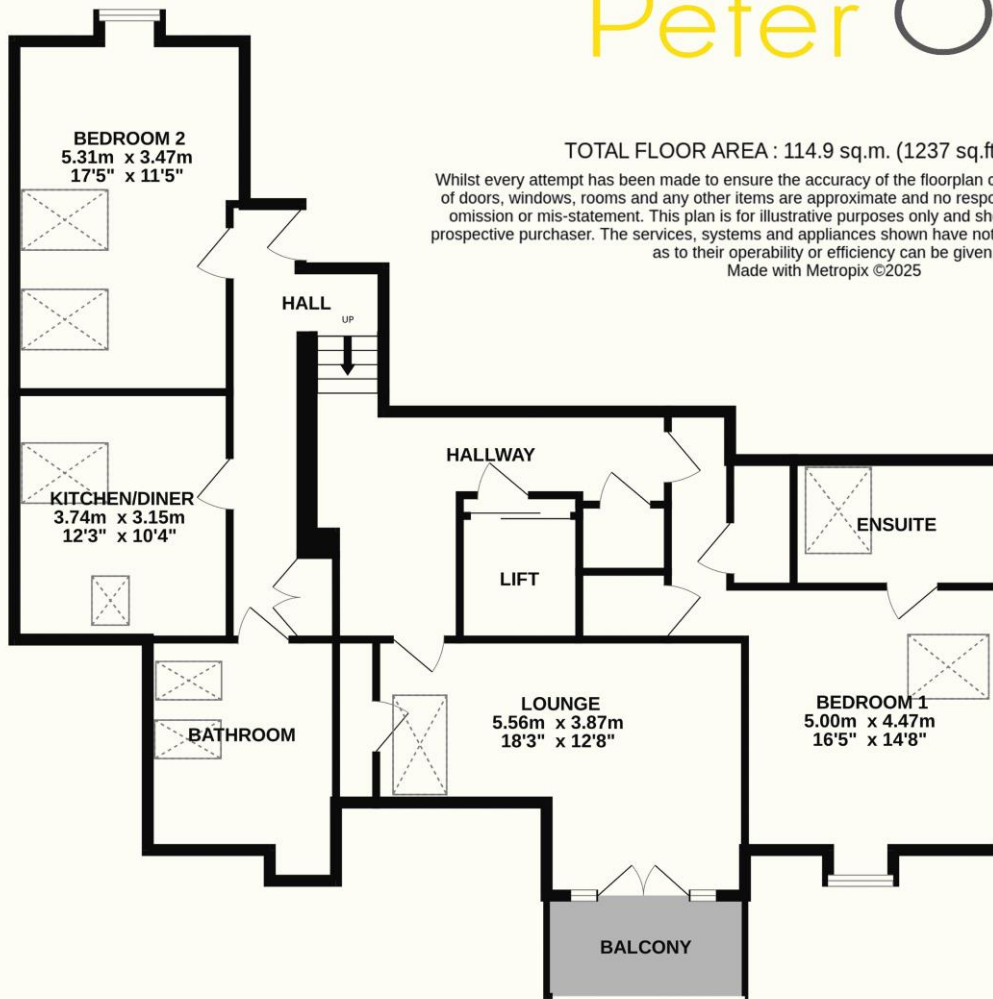 Peter
TOTAL FLOOR AREA : 114.9 sq.m. (1237 sq.ft
Whilst every attempt has been made to ensure the accuracy of the floorplan
of doors, windows, rooms and any other items are approximate and no
omission or mis-statement. This plan is for illustrative purposes only and
prospective purchaser. The services, systems and appliances shown have not
as to their operability or efficiency can be given
Made with Metropix ©2025
BEDROOM 2
5.31m x 3.47m
17'5" x 11'5"
HALL
UP
HALLWAY
KITCHEN/DINER
3.74m x 3.15m
12'3" x 10'4"
ENSUITE
LIFT
LOUNGE
5.56m x 3.87m
18'3" x 12'8"
BEDROOM 1
5.00m x 4.47m
16'5" x 14'8"
BATHROOM
BALCONY